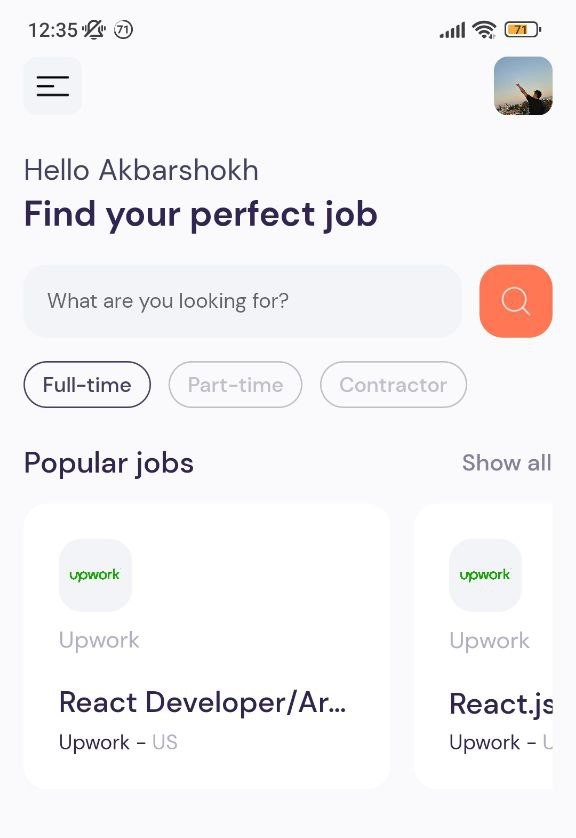 12:35 71 71
Hello Akbarshokh
Find your perfect job
What are you looking for?
Full-time Part-time Contractor
Popular jobs Show all
upwork upwork
Upwork Upwork
React Developer/Ar... React.js
Upwork - US Upwork - U